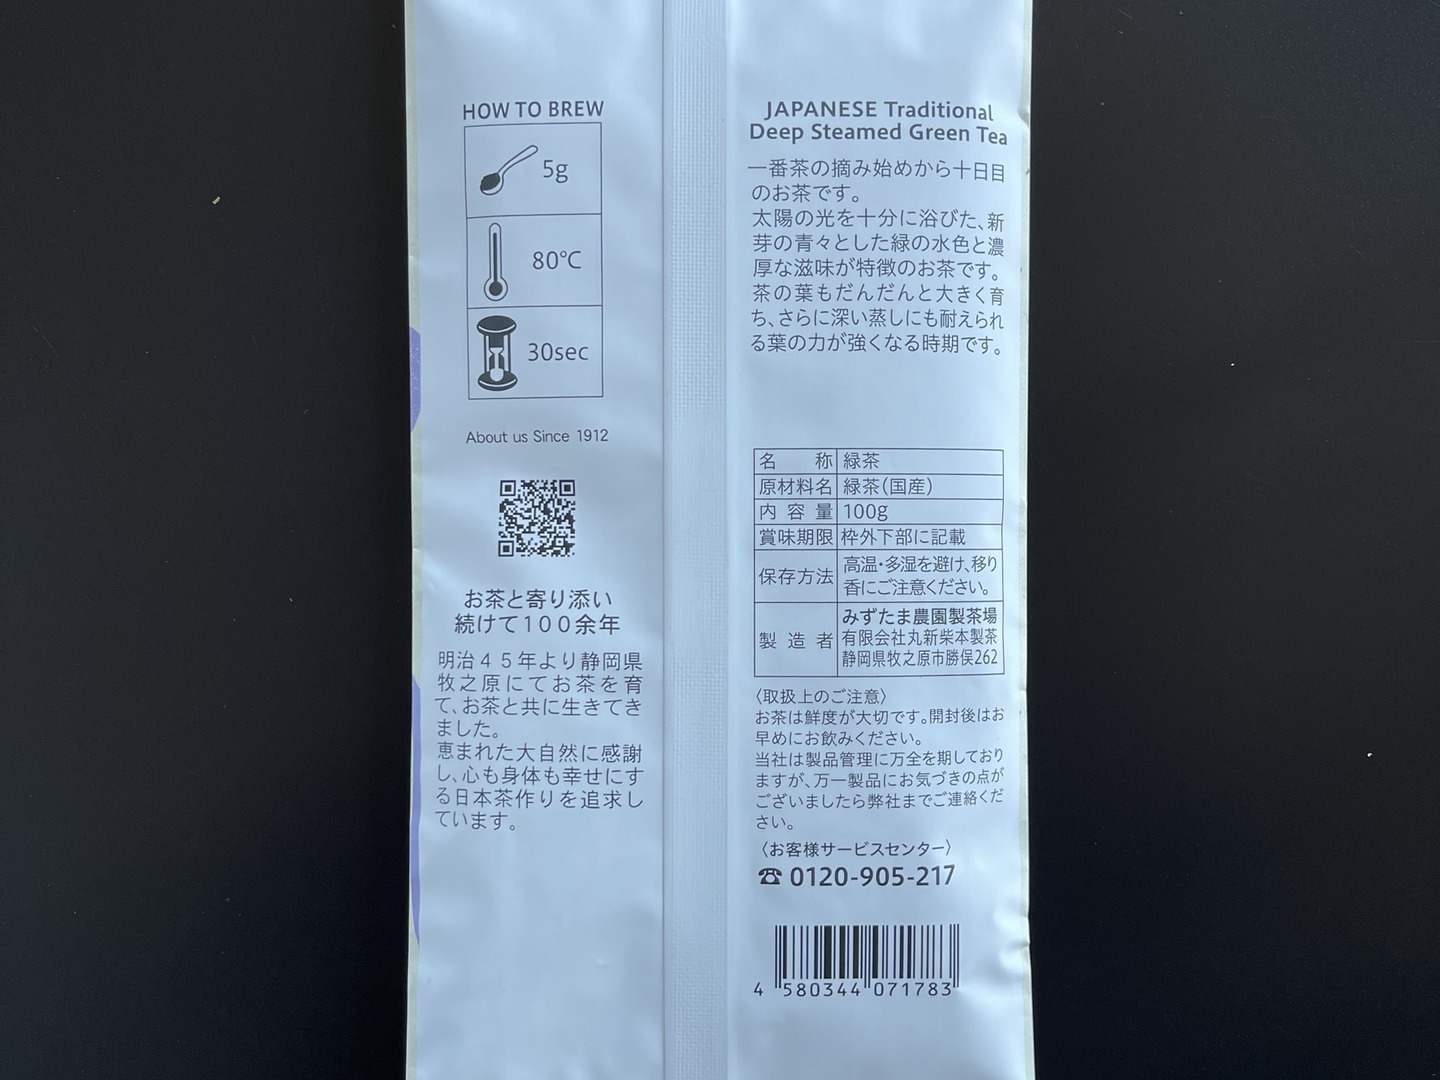 HOW TO BREW
5g
80℃
30sec
About us Since 1912
お茶と寄り添い
続けて100余年
明治45年より静岡県
牧之原にてお茶を育
て、お茶と共に生きてき
ました。
恵まれた大自然に感謝
し、心も身体も幸せにす
る日本茶作りを追求し
ています。
JAPANESE Traditional
Deep Steamed Green Tea
一番茶の摘み始めから十日目
のお茶です。
太陽の光を十分に浴びた、新
芽の青々とした緑の水色と濃
厚な滋味が特徴のお茶です。
茶の葉もだんだんと大きく育
ち、さらに深い蒸しにも耐えられ
る葉の力が強くなる時期です。
名称 緑茶
原材料名 緑茶(国産)
内容量 100g
賞味期限 枠外下部に記載
保存方法 高温・多湿を避け、移り
香にご注意ください。
製造者 みずたま農園製茶場
有限会社丸新柴本製茶
静岡県牧之原市勝俣262
〈取扱上のご注意〉
お茶は鮮度が大切です。開封後はお
早めにお飲みください。
当社は製品管理に万全を期しており
ますが、万一製品にお気づきの点が
ございましたら弊社までご連絡くだ
さい。
〈お客様サービスセンター〉
☎ 0120-905-217
4 580344 071783